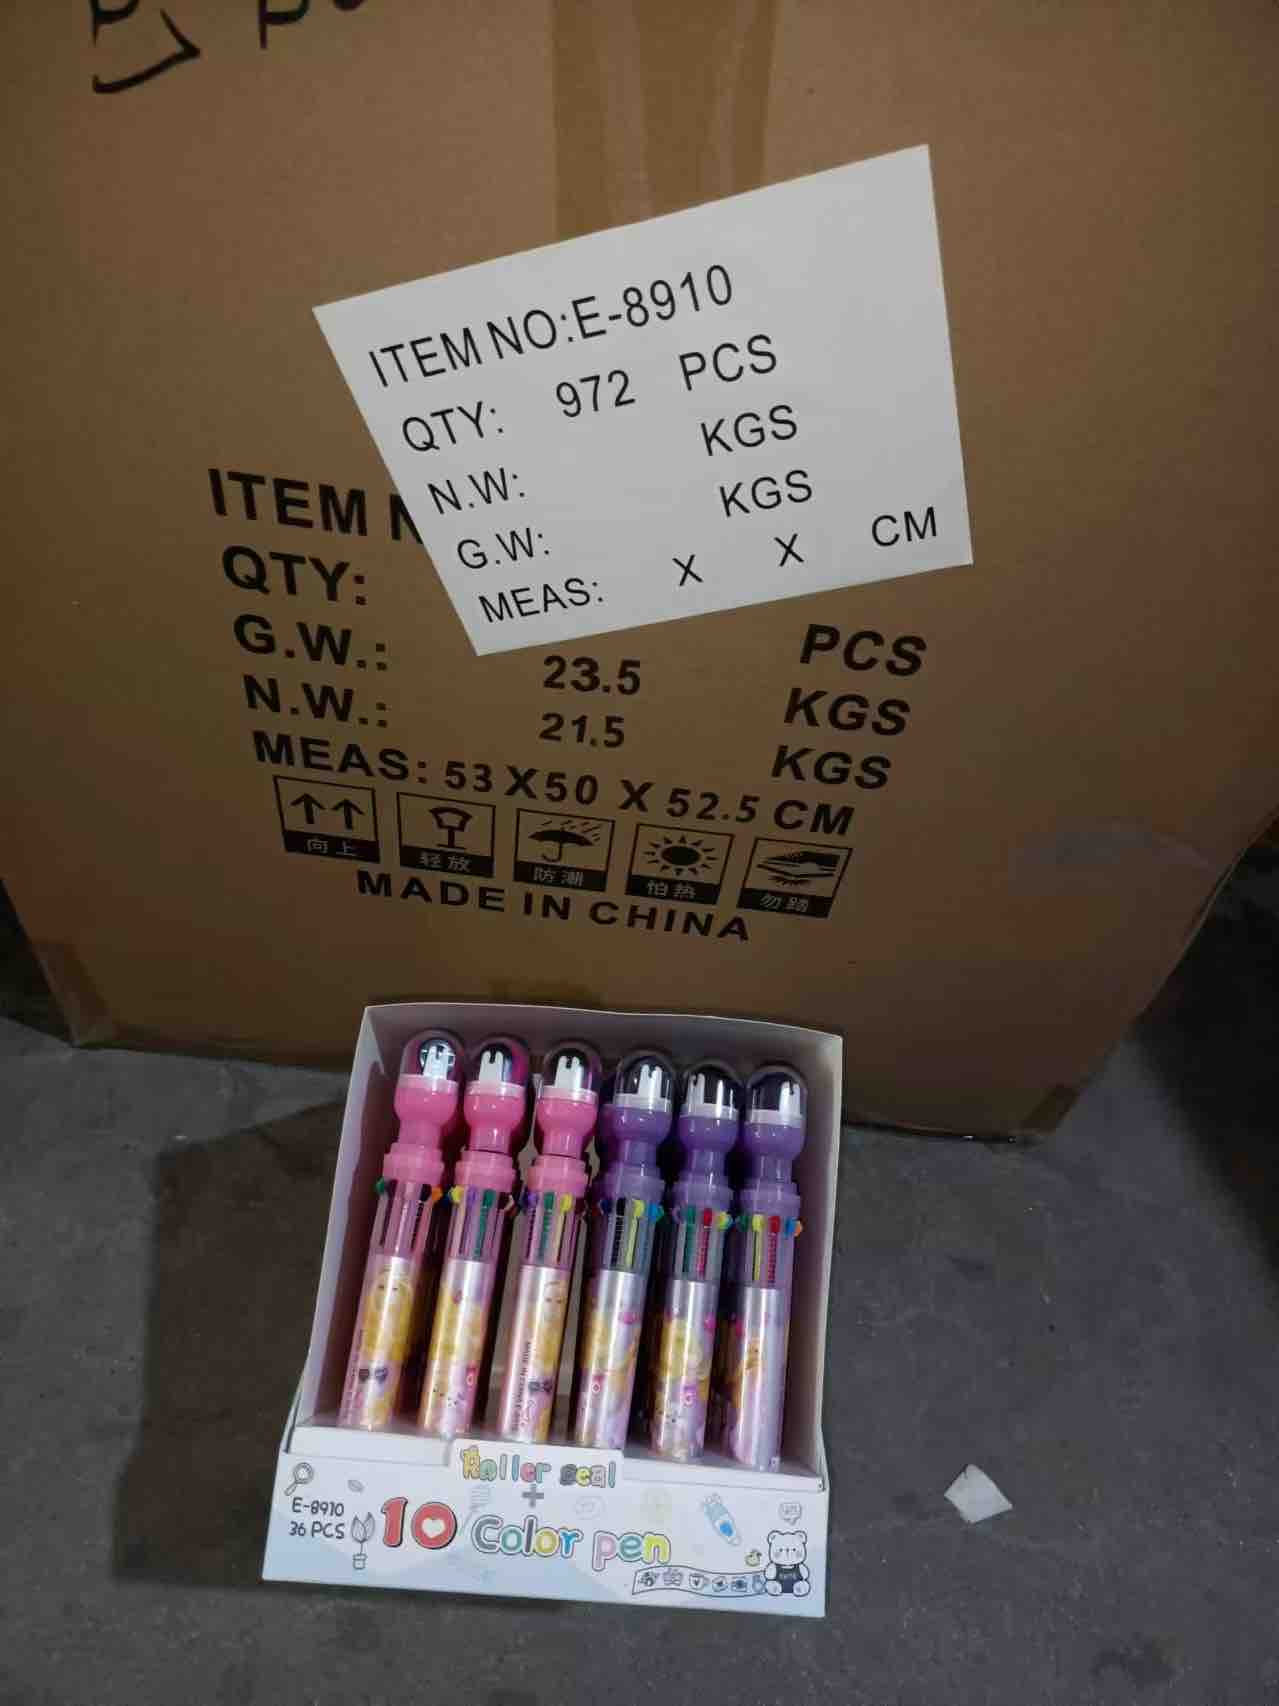 ITEM NO:E-8910
QTY: 972 PCS
N.W: KGS
G.W: KGS
MEAS: X X CM
ITEM
QTY: PCS
G.W.: 23.5 KGS
N.W.: 21.5 KGS
MEAS: 53 X 50 X 52.5 CM
向上 轻放 防潮 怕热 勿踏
MADE IN CHINA
Roller seal
+
E-8910
36 PCS
10 Color pen